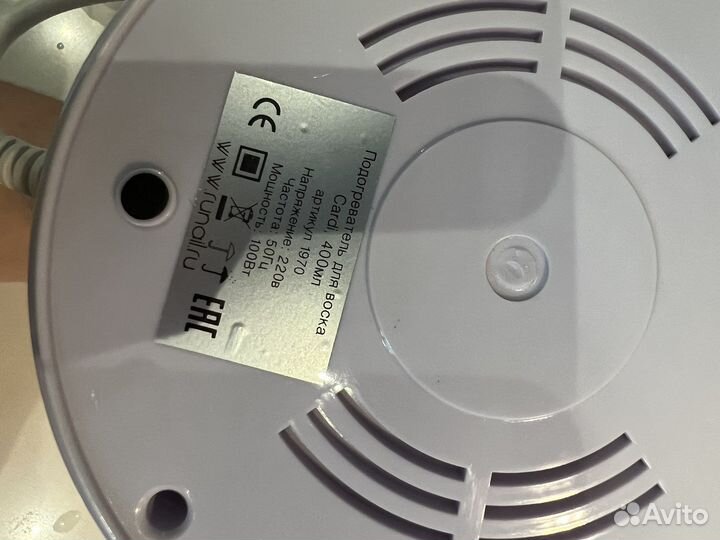 Подогреватель для воска
Cardi, 400мл
артикул 1970
Напряжение: 220в
Частота: 50Гц
Мощность: 100Вт
www.runail.ru
CE
EAC
Avito